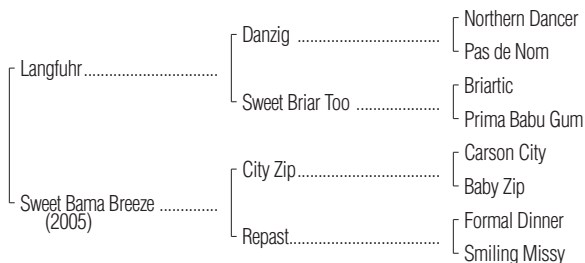 Northern Dancer
Danzig
Pas de Nom
Langfuhr
Briartic
Sweet Briar Too
Prima Babu Gum
Carson City
City Zip
Baby Zip
Sweet Bama Breeze
(2005)
Formal Dinner
Repast
Smiling Missy